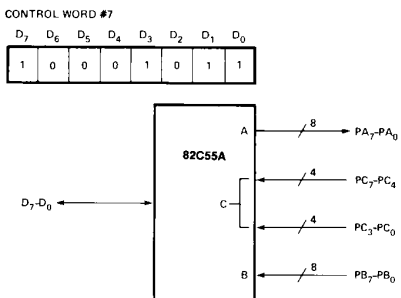 CONTROL WORD #7
D7 D6 D5 D4 D3 D2 D1 D0
1 0 0 0 1 0 1 1
A 8 PA7-PA0
82C55A
4 PC7-PC4
D7-D0 C
4 PC3-PC0
B 8 PB7-PB0